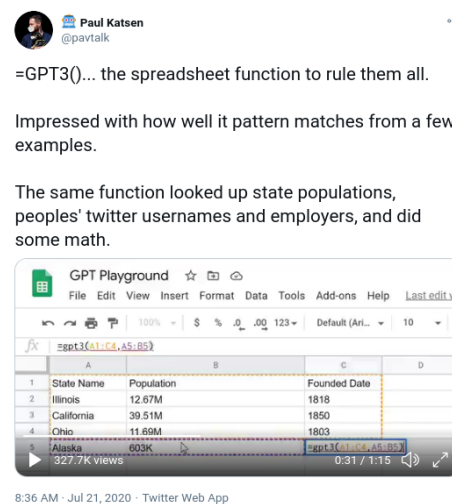 Paul Katsen
@pavtalk
=GPT3()... the spreadsheet function to rule them all.
Impressed with how well it pattern matches from a few
examples.
The same function looked up state populations,
peoples' twitter usernames and employers, and did
some math.
GPT Playground
File Edit View Insert Format Data Tools Add-ons Help Last edit
100% $ % .0 .00 123 Default (Ari... 10
fx =gpt3(A1:C4,A5:B5)
A B C D
1 State Name Population Founded Date
2 Illinois 12.67M 1818
3 California 39.51M 1850
4 Ohio 11.69M 1803
5 Alaska 603K =gpt3(A1:C4,A5:B5)
327.7K views 0:31 / 1:15
8:36 AM · Jul 21, 2020 · Twitter Web App